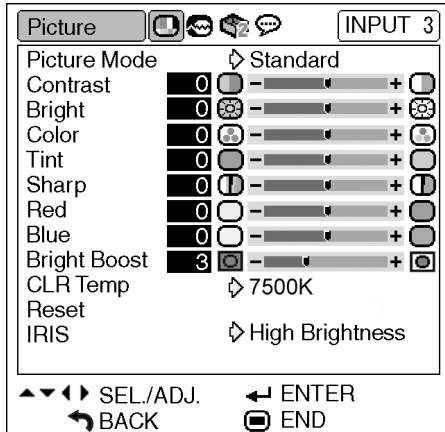 Picture INPUT 3
Picture Mode Standard
Contrast 0 - +
Bright 0 - +
Color 0 - +
Tint 0 - +
Sharp 0 - +
Red 0 - +
Blue 0 - +
Bright Boost 3 - +
CLR Temp 7500K
Reset
IRIS High Brightness
SEL./ADJ. ENTER
BACK END